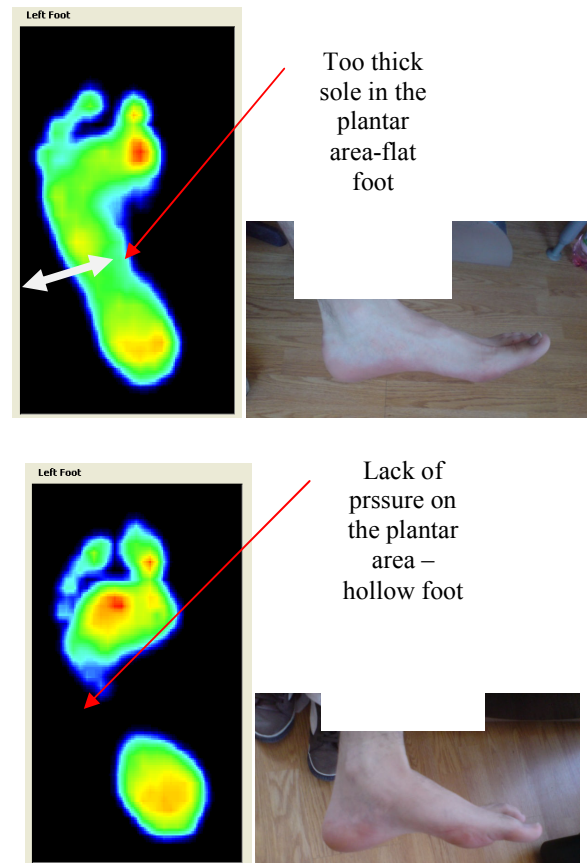 Left Foot
Too thick
sole in the
plantar
area-flat
foot
Left Foot
Lack of
prssure on
the plantar
area –
hollow foot